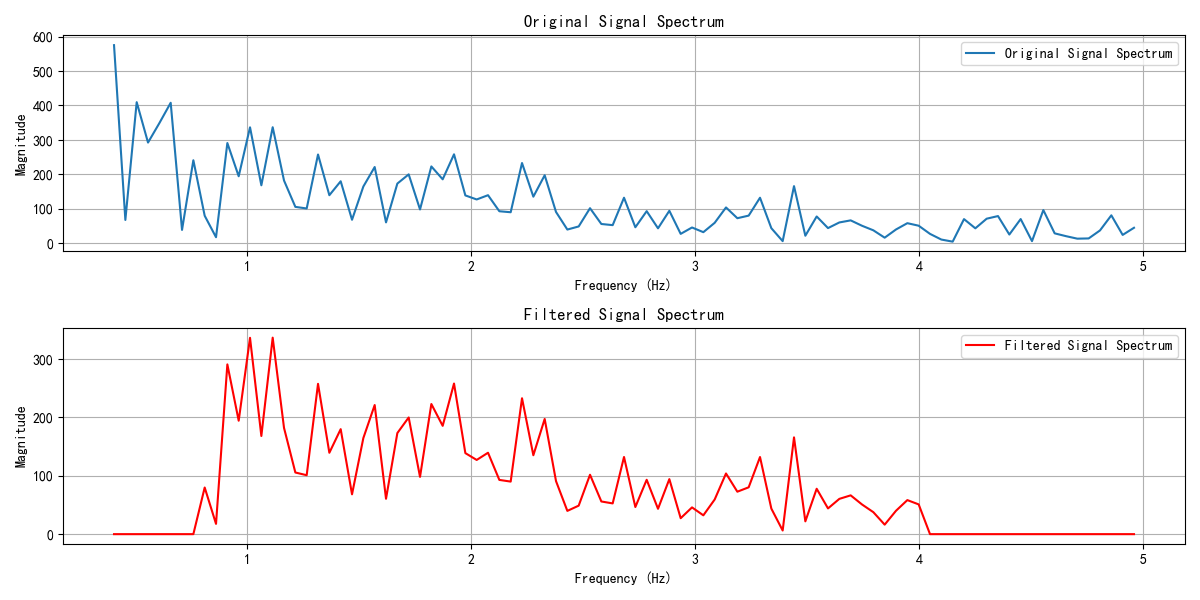 Original Signal Spectrum
600
500
400
300
200
100
0
Magnitude
Original Signal Spectrum
1 2 3 4 5
Frequency (Hz)
Filtered Signal Spectrum
300
200
100
0
Magnitude
Filtered Signal Spectrum
1 2 3 4 5
Frequency (Hz)